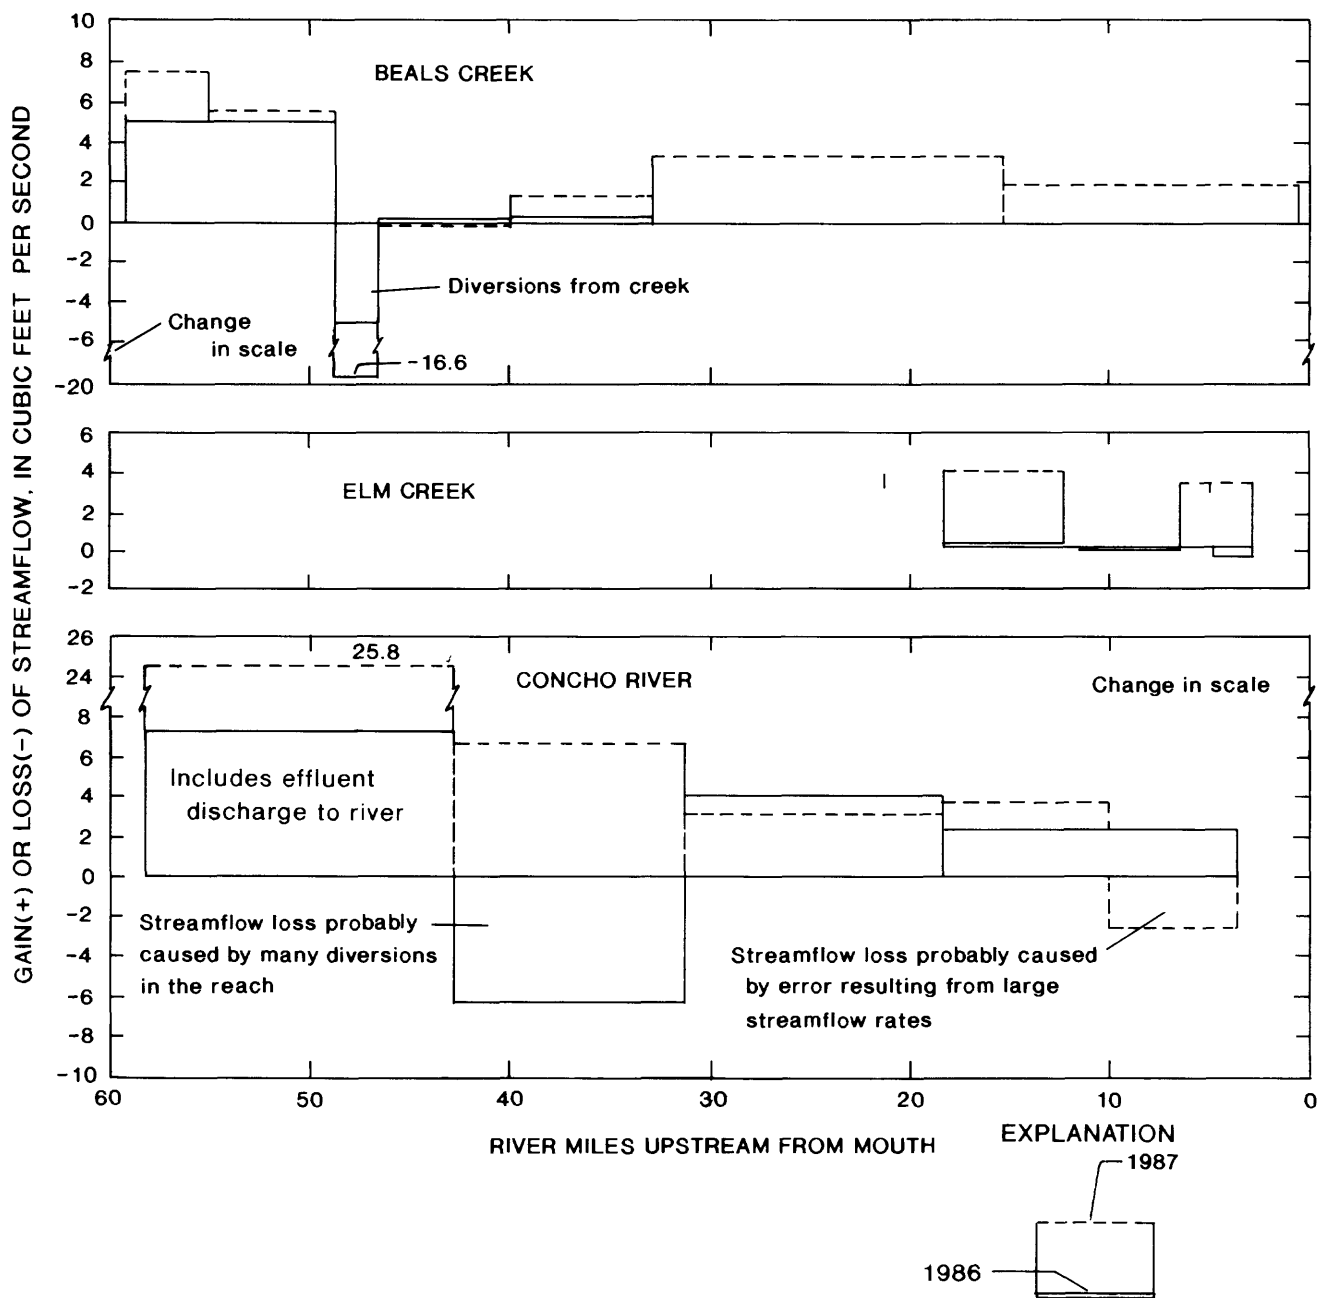 GAIN(+) OR LOSS(-) OF STREAMFLOW, IN CUBIC FEET PER SECOND
10
8
6
4
2
0
-2
-4
-6
-20
BEALS CREEK
Diversions from creek
Change
in scale
-16.6
6
4
2
0
-2
ELM CREEK
26
24
8
6
4
2
0
-2
-4
-6
-8
-10
25.8
CONCHO RIVER
Change in scale
Includes effluent
discharge to river
Streamflow loss probably
caused by many diversions
in the reach
Streamflow loss probably caused
by error resulting from large
streamflow rates
60
50
40
30
20
10
0
RIVER MILES UPSTREAM FROM MOUTH
EXPLANATION
1987
1986